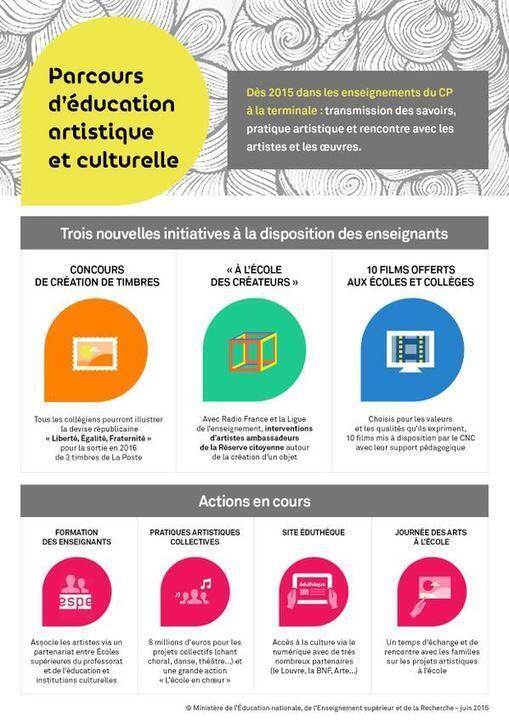 Parcours
d'éducation
artistique
et culturelle
Dès 2015 dans les enseignements du CP
à la terminale : transmission des savoirs,
pratique artistique et rencontre avec les
artistes et les œuvres.
Trois nouvelles initiatives à la disposition des enseignants
CONCOURS
DE CRÉATION DE TIMBRES
Tous les collégiens pourront illustrer
la devise républicaine
« Liberté, Égalité, Fraternité »
pour la sortie en 2016
de 3 timbres de La Poste
« À L'ÉCOLE
DES CRÉATEURS »
Avec Radio France et la Ligue
de l'enseignement, interventions
d'artistes ambassadeurs
de la Réserve citoyenne autour
de la création d'un objet
10 FILMS OFFERTS
AUX ÉCOLES ET COLLÈGES
Choisis pour les valeurs
et les qualités qu'ils expriment,
10 films mis à disposition par le CNC
avec leur support pédagogique
Actions en cours
FORMATION
DES ENSEIGNANTS
espe
Associe les artistes via un
partenariat entre Écoles
supérieures du professorat
et de l'éducation et
institutions culturelles
PRATIQUES ARTISTIQUES
COLLECTIVES
8 millions d'euros pour les
projets collectifs (chant
choral, danse, théâtre...) et
une grande action
« L'école en chœur »
SITE ÉDUTHÈQUE
éduthèque
Accès à la culture via le
numérique avec de très
nombreux partenaires
(le Louvre, la BNF, Arte...)
JOURNÉE DES ARTS
À L'ÉCOLE
Un temps d'échange et de
rencontre avec les familles
sur les projets artistiques
à l'école
© Ministère de l'Éducation nationale, de l'Enseignement supérieur et de la Recherche - juin 2015